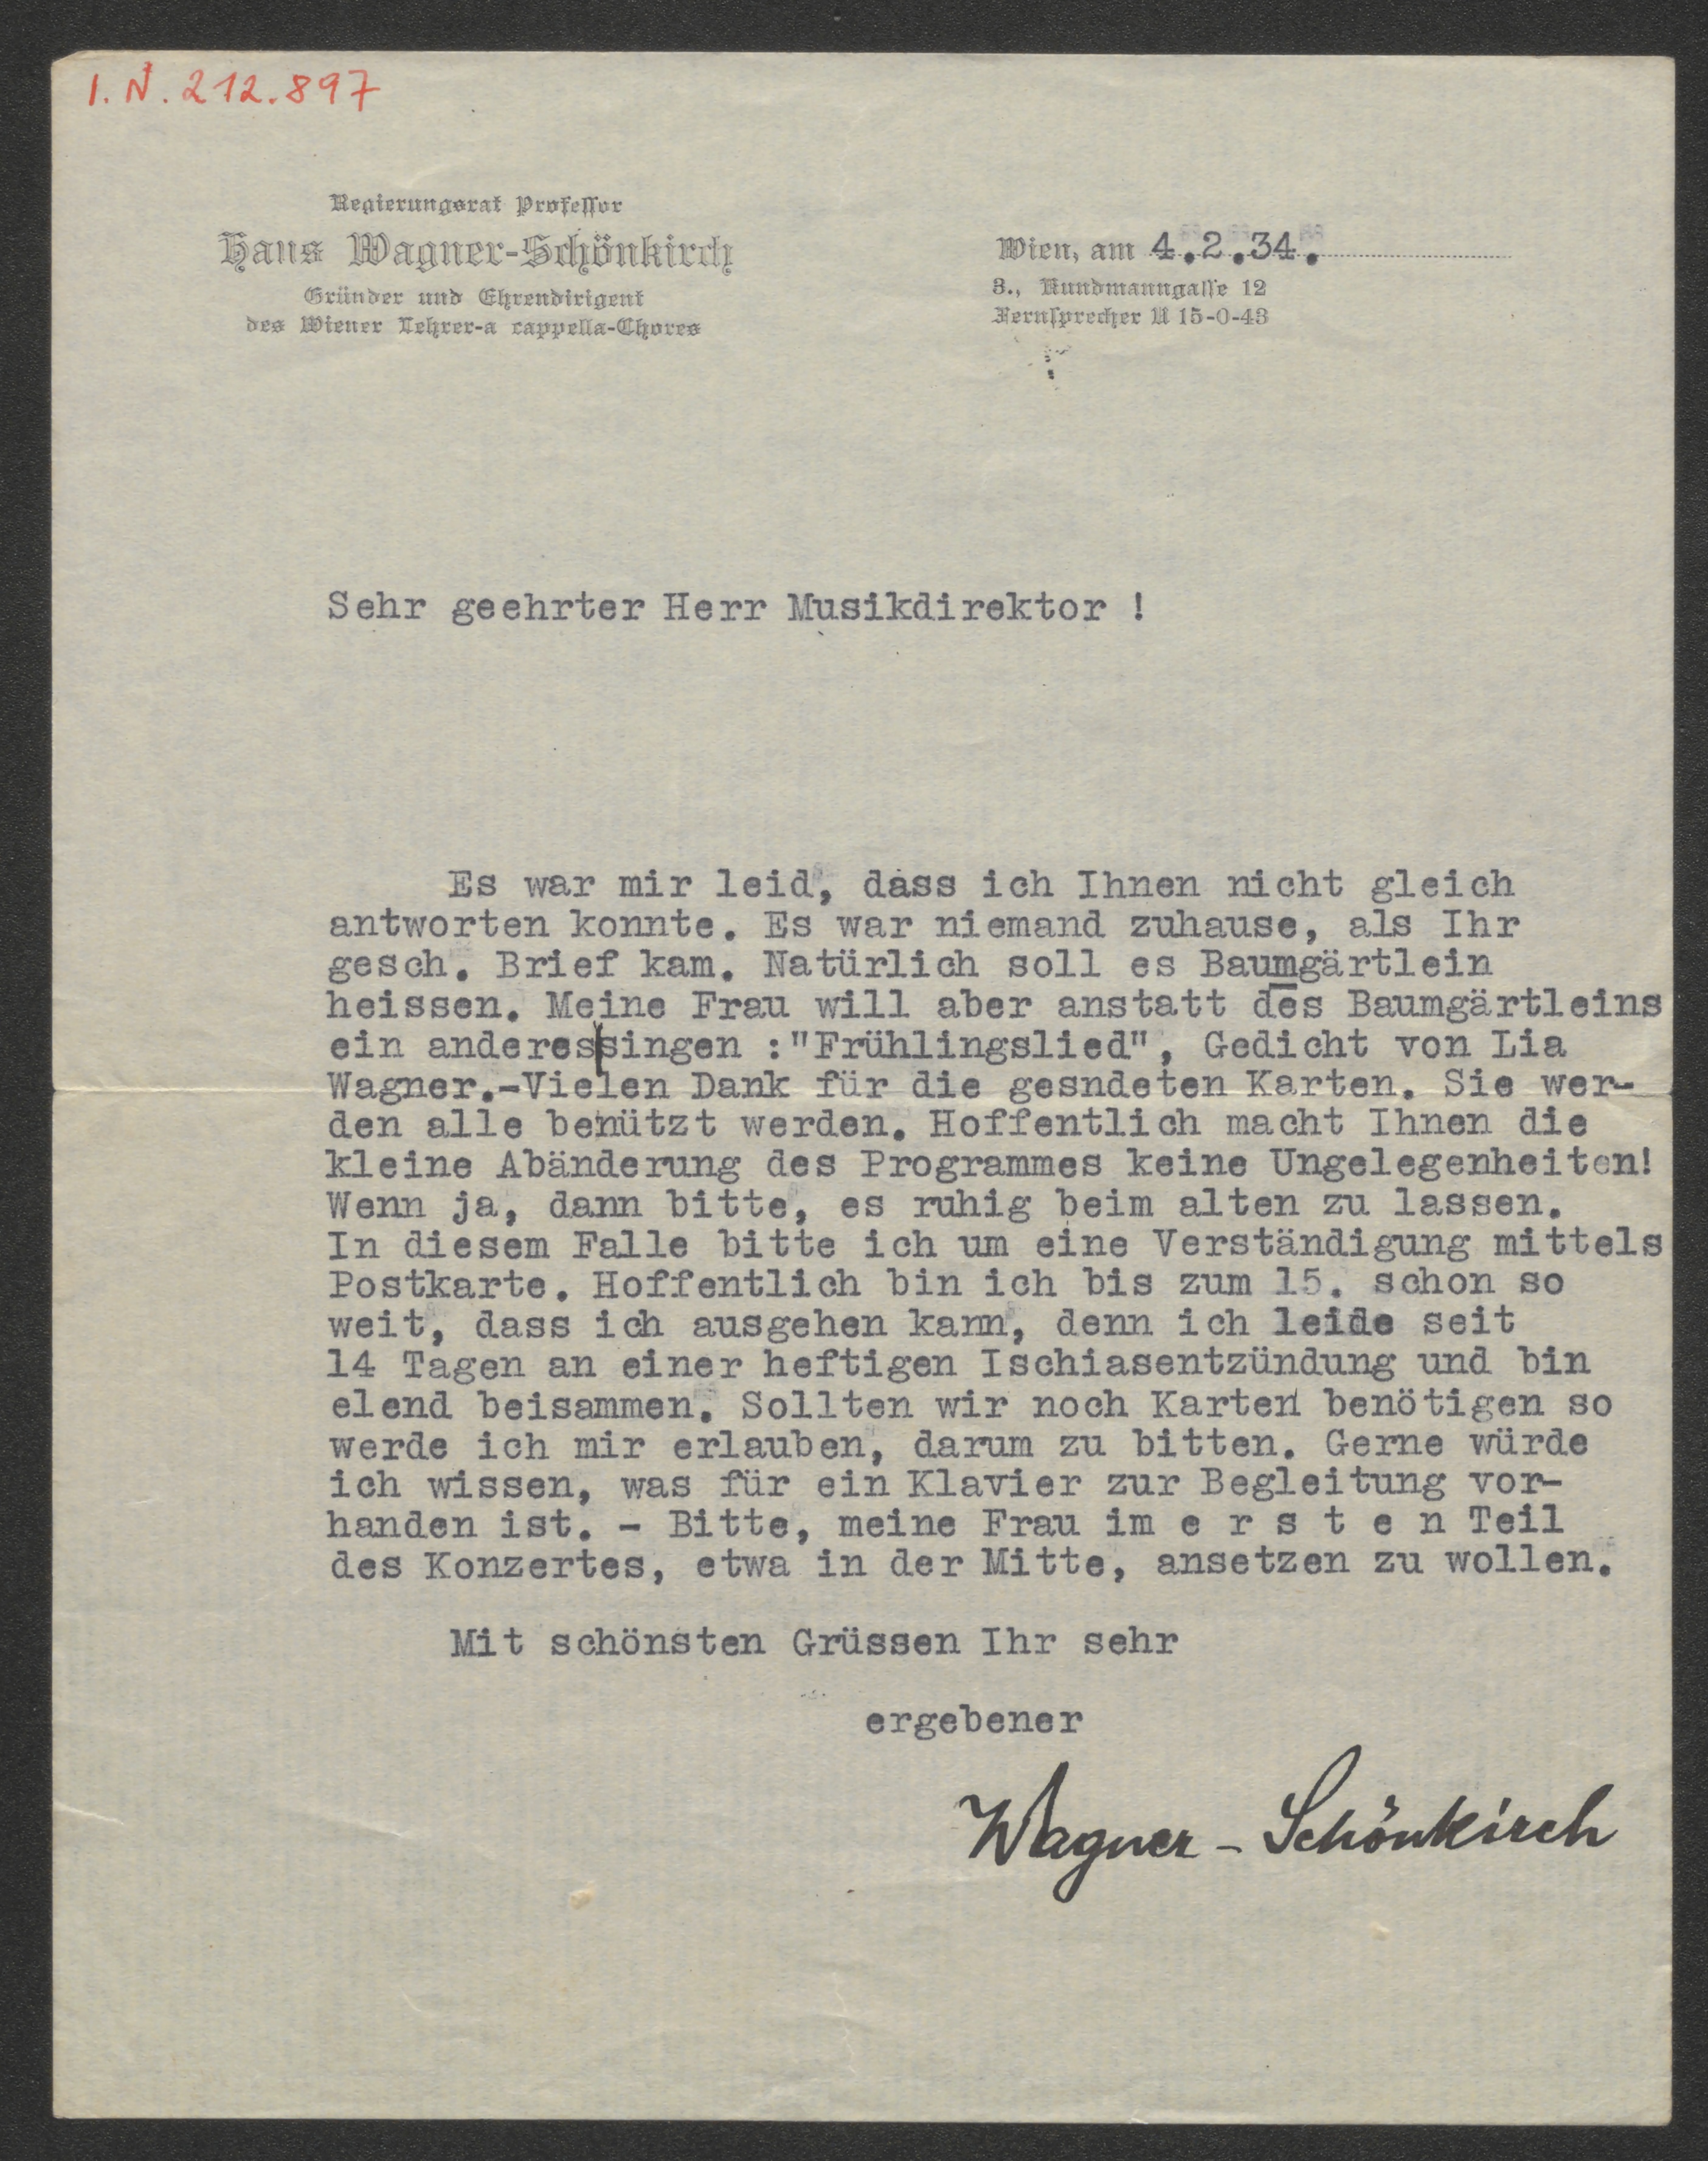 I.N. 212.897
Regierungsrat Professor
Hans Wagner-Schönkirch
Gründer und Ehrendirigent
des Wiener Lehrer-a cappella-Chores
Wien, am 4.2.34.
3., Kundmanngasse 12
Fernsprecher U 15-0-43
Sehr geehrter Herr Musikdirektor !
Es war mir leid, dass ich Ihnen nicht gleich
antworten konnte. Es war niemand zuhause, als Ihr
gesch. Brief kam. Natürlich soll es Baumgärtlein
heissen. Meine Frau will aber anstatt des Baumgärtleins
ein anderes|singen :"Frühlingslied", Gedicht von Lia
Wagner.-Vielen Dank für die gesndeten Karten. Sie wer-
den alle benützt werden. Hoffentlich macht Ihnen die
kleine Abänderung des Programmes keine Ungelegenheiten!
Wenn ja, dann bitte, es ruhig beim alten zu lassen.
In diesem Falle bitte ich um eine Verständigung mittels
Postkarte. Hoffentlich bin ich bis zum 15. schon so
weit, dass ich ausgehen kann, denn ich leide seit
14 Tagen an einer heftigen Ischiasentzündung und bin
elend beisammen. Sollten wir noch Karten benötigen so
werde ich mir erlauben, darum zu bitten. Gerne würde
ich wissen, was für ein Klavier zur Begleitung vor-
handen ist. - Bitte, meine Frau im e r s t e n Teil
des Konzertes, etwa in der Mitte, ansetzen zu wollen.
Mit schönsten Grüssen Ihr sehr
ergebener
Wagner-Schönkirch